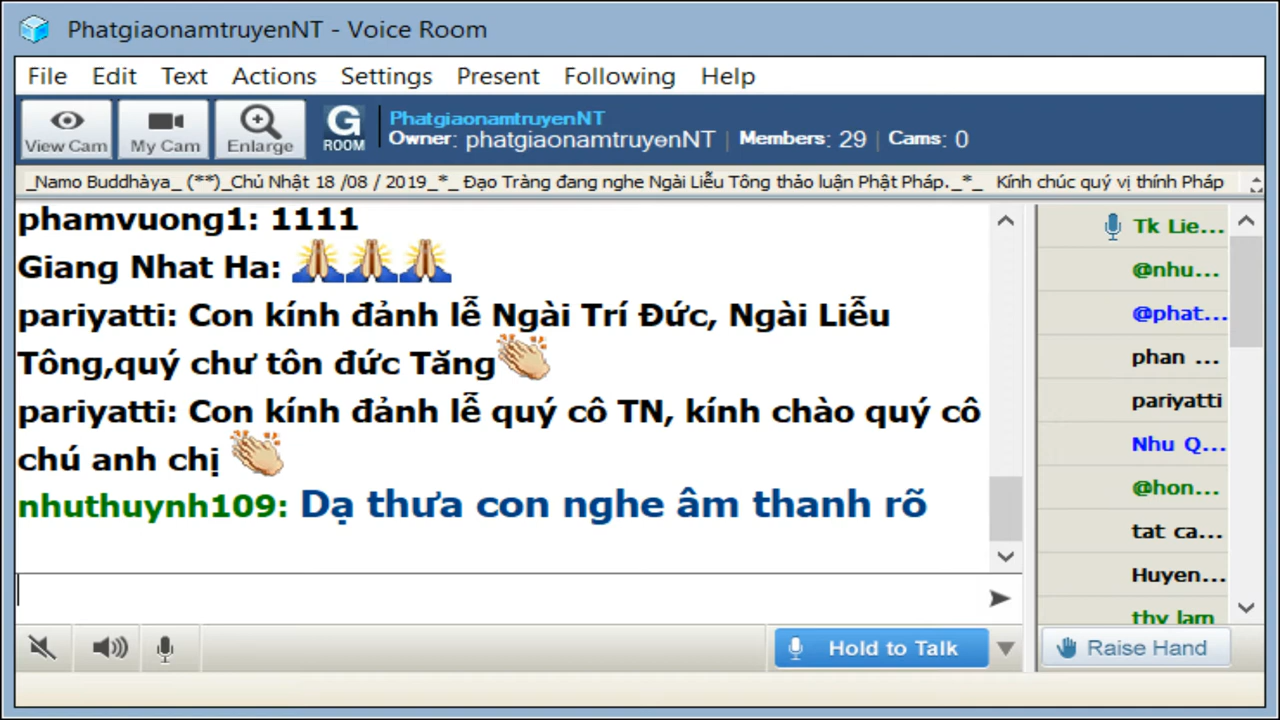 PhatgiaonamtruyenNT - Voice Room
File Edit Text Actions Settings Present Following Help
View Cam My Cam Enlarge G ROOM
PhatgiaonamtruyenNT
Owner: phatgiaonamtruyenNT | Members: 29 | Cams: 0
_Namo Buddhàya_ (**)_Chủ Nhật 18 /08 / 2019_*_ Đạo Tràng đang nghe Ngài Liễu Tông thảo luận Phật Pháp._*_ Kính chúc quý vị thính Pháp
phamvuong1: 1111
Giang Nhat Ha:
pariyatti: Con kính đảnh lễ Ngài Trí Đức, Ngài Liễu
Tông,quý chư tôn đức Tăng
pariyatti: Con kính đảnh lễ quý cô TN, kính chào quý cô
chú anh chị
nhuthuynh109: Dạ thưa con nghe âm thanh rõ
Tk Lie...
@nhu...
@phat...
phan ...
pariyatti
Nhu Q...
@hon...
tat ca...
Huyen...
thy lam
Hold to Talk
Raise Hand